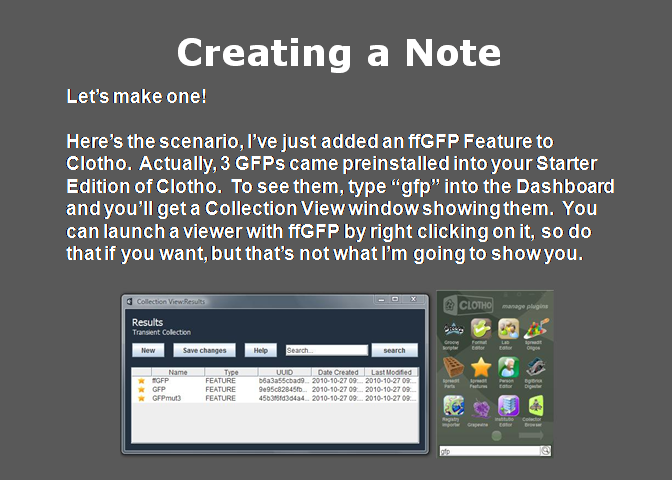 Creating a Note
Let's make one!
Here's the scenario, I've just added an ffGFP Feature to
Clotho.  Actually, 3 GFPs came preinstalled into your Starter
Edition of Clotho.  To see them, type “gfp” into the Dashboard
and you'll get a Collection View window showing them.  You
can launch a viewer with ffGFP by right clicking on it, so do
that if you want, but that's not what I'm going to show you.
Collection View:Results
Results
Transient Collection
New Save changes Help Search... search
Name Type UUID Date Created Last Modified
ffGFP FEATURE b6a3a55cbad9... 2010-10-27 09:... 2010-10-27 09:...
GFP FEATURE 9e95c82845fb... 2010-10-27 09:... 2010-10-27 09:...
GFPmut3 FEATURE 45b3f6fd3d4a4... 2010-10-27 09:... 2010-10-27 09:...
CLOTHO manage plugins
Groovy Scripter
Format Editor
Lab Editor
Spreadit Oligos
Spreadit Parts
Spreadit Features
Person Editor
BglBrick Digestor
Registry Importer
Grapevine
Institution Editor
Collection Browser
gfp